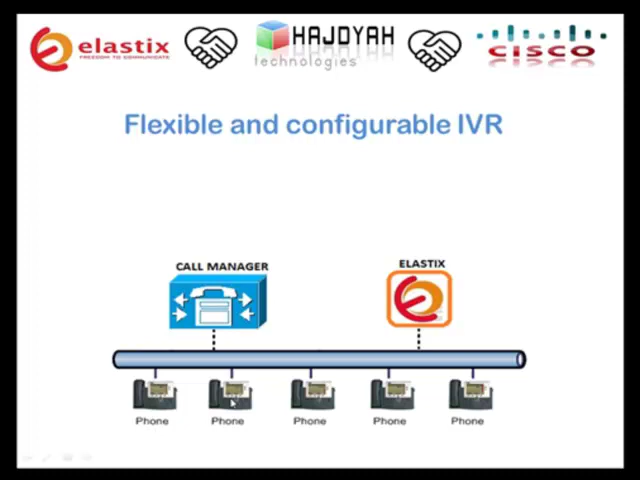 elastix
FREEDOM TO COMMUNICATE
HAJDYAH
technologies
CISCO
Flexible and configurable IVR
CALL MANAGER
ELASTIX
Phone
Phone
Phone
Phone
Phone